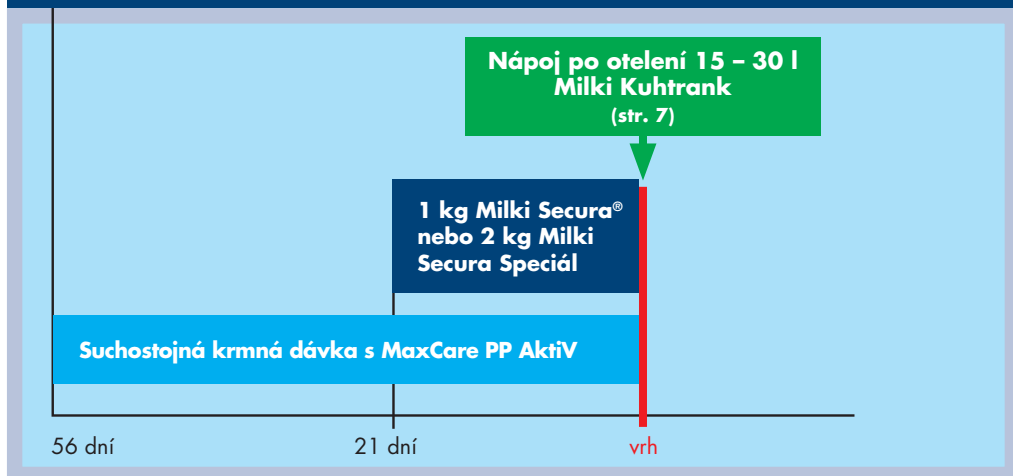 Nápoj po otelení 15 – 30 l
Milki Kuhtrank
(str. 7)
1 kg Milki Secura®
nebo 2 kg Milki
Secura Speciál
Suchostojná krmná dávka s MaxCare PP AktiV
56 dní
21 dní
vrh